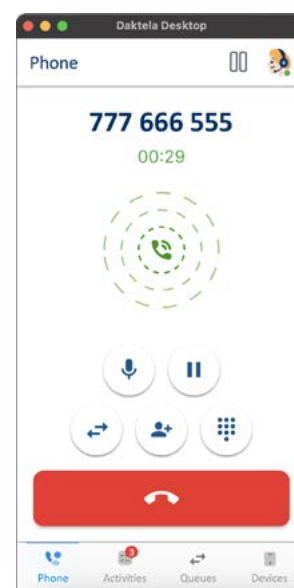 Daktela Desktop
Phone
777 666 555
00:29
3
Phone Activities Queues Devices